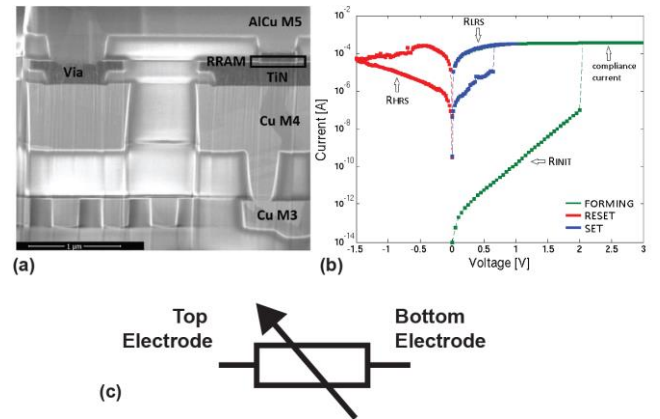 AlCu M5
RRAM
Via
TiN
Cu M4
Cu M3
1 µm
(a)
Current [A]
10-2
10-4
10-6
10-8
10-10
10-12
10-14
RLRS
RHRS
compliance
current
RINIT
FORMING
RESET
SET
-1.5 -1 -0.5 0 0.5 1 1.5 2 2.5 3
Voltage [V]
(b)
Top
Electrode
Bottom
Electrode
(c)